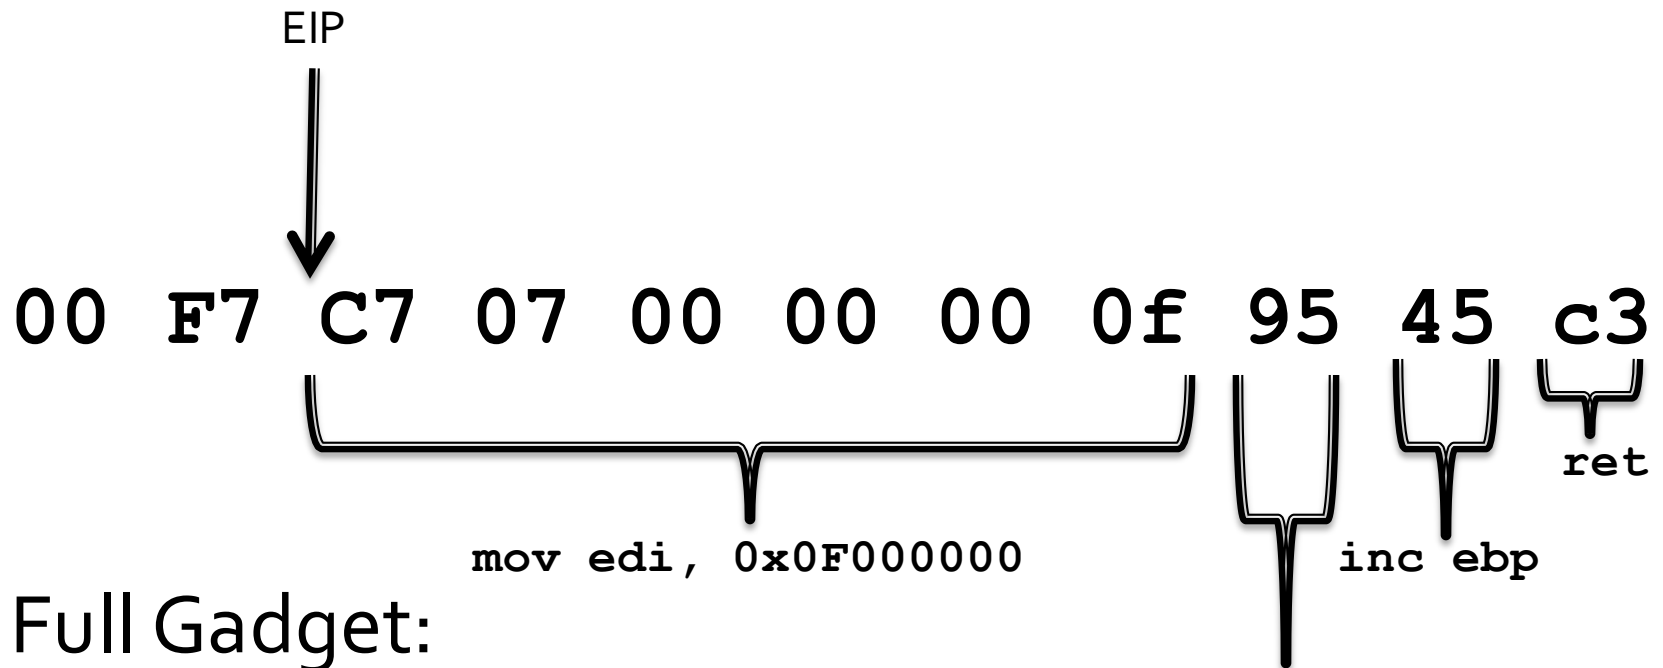 EIP
00 F7 C7 07 00 00 00 0f 95 45 c3
ret
mov edi, 0x0F000000 inc ebp
Full Gadget: